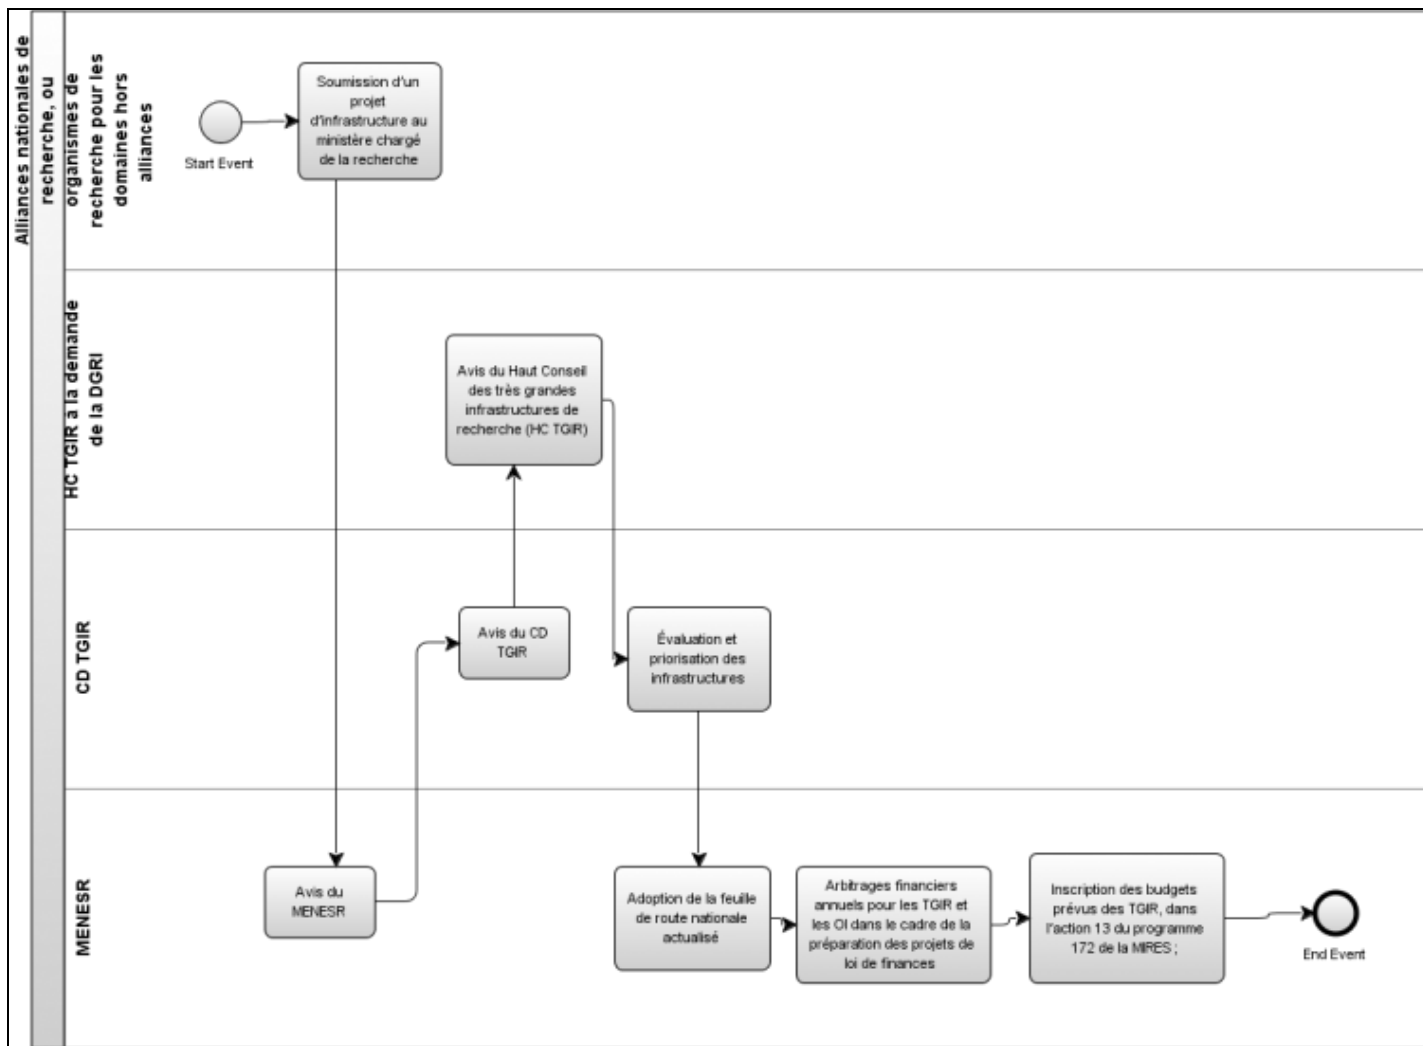 Alliances nationales de
recherche, ou
organismes de
recherche pour les
domaines hors
alliances
Start Event
Soumission d'un
projet
d'infrastructure au
ministère chargé
de la recherche
HC TGIR à la demande
de la DGRI
Avis du Haut Conseil
des très grandes
infrastructures de
recherche (HC TGIR)
CD TGIR
Avis du CD
TGIR
Évaluation et
priorisation des
infrastructures
MENESR
Avis du
MENESR
Adoption de la feuille
de route nationale
actualisé
Arbitrages financiers
annuels pour les TGIR et
les OI dans le cadre de la
préparation des projets de
loi de finances
Inscription des budgets
prévus des TGIR, dans
l'action 13 du programme
172 de la MIRES ;
End Event